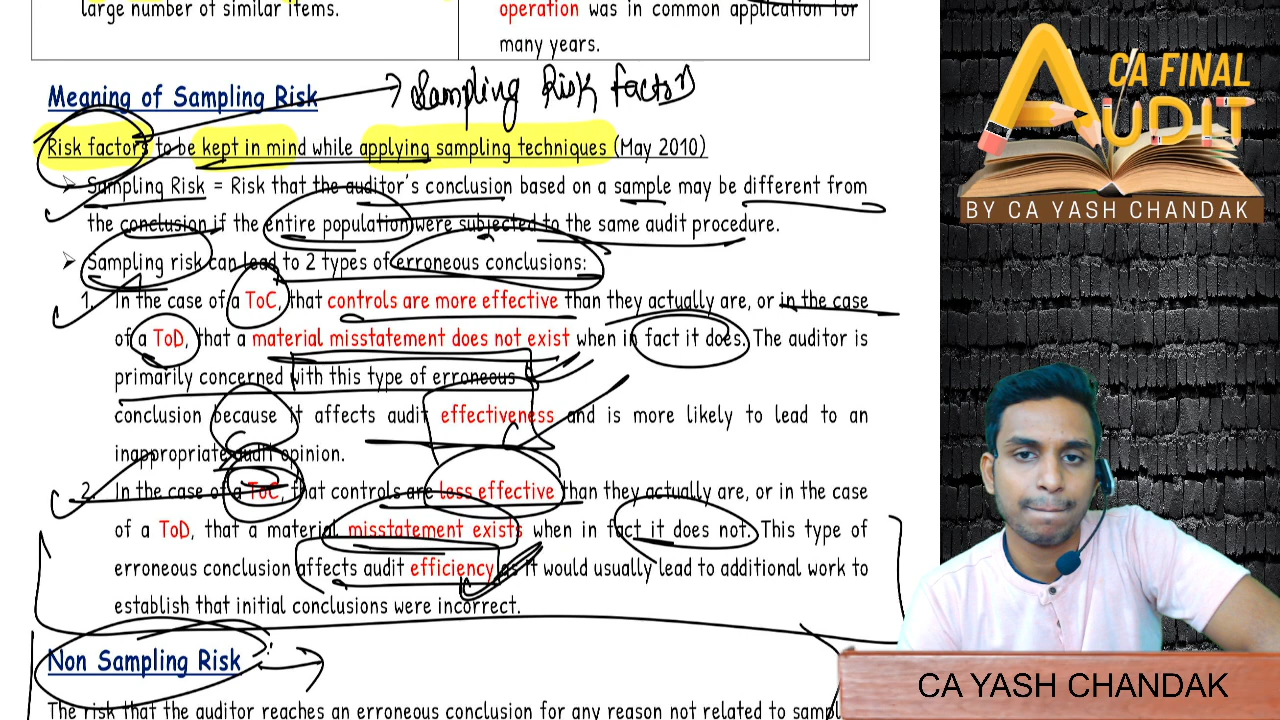 large number of similar items.
operation was in common application for
many years.
Meaning of Sampling Risk
Sampling Risk factors
Risk factors to be kept in mind while applying sampling techniques (May 2010)
➢ Sampling Risk = Risk that the auditor's conclusion based on a sample may be different from
the conclusion if the entire population were subjected to the same audit procedure.
➢ Sampling risk can lead to 2 types of erroneous conclusions:
1. In the case of a ToC, that controls are more effective than they actually are, or in the case
of a ToD, that a material misstatement does not exist when in fact it does. The auditor is
primarily concerned with this type of erroneous
conclusion because it affects audit effectiveness and is more likely to lead to an
inappropriate audit opinion.
2. In the case of a ToC, that controls are less effective than they actually are, or in the case
of a ToD, that a material misstatement exists when in fact it does not. This type of
erroneous conclusion affects audit efficiency as it would usually lead to additional work to
establish that initial conclusions were incorrect.
Non Sampling Risk
The risk that the auditor reaches an erroneous conclusion for any reason not related to
CA FINAL
AUDIT
BY CA YASH CHANDAK
CA YASH CHANDAK